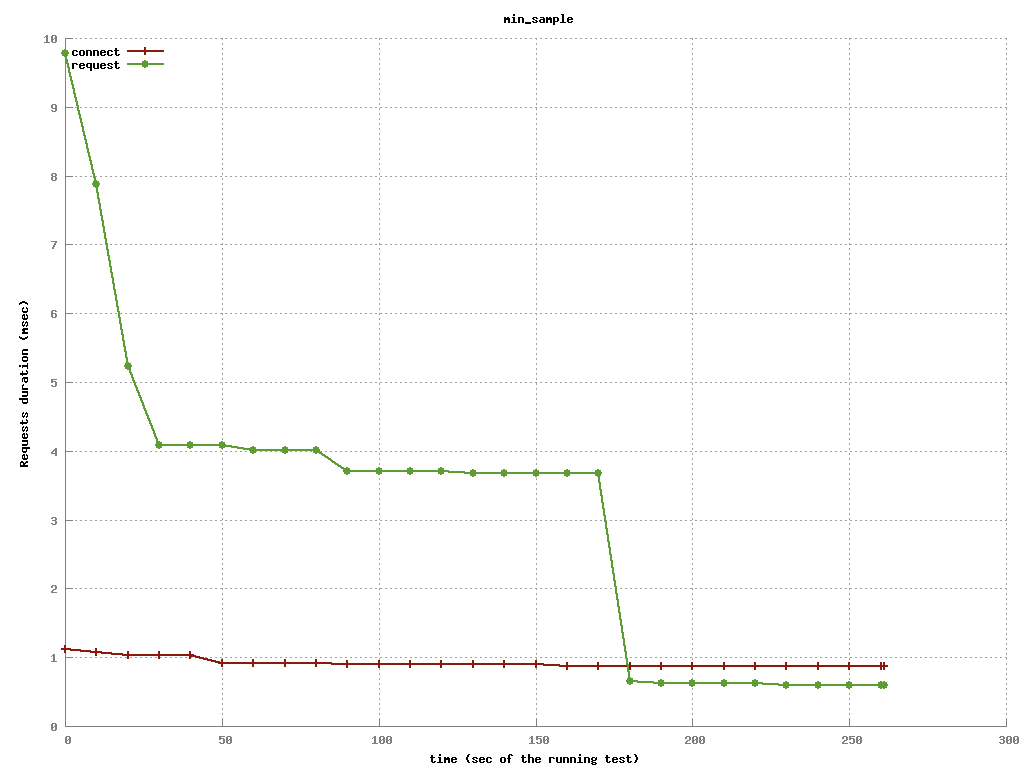 min_sample
connect
request
10
9
8
7
6
5
4
3
2
1
0
Requests duration (msec)
0 50 100 150 200 250 300
time (sec of the running test)